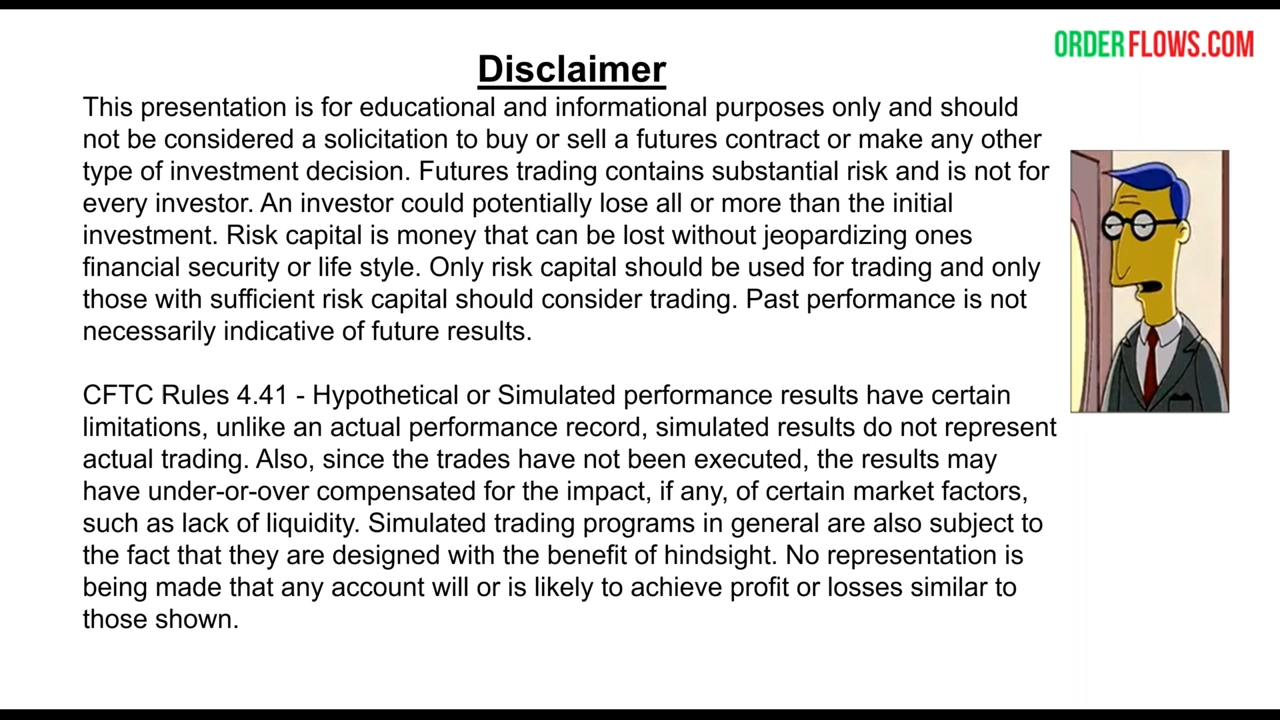 ORDERFLOWS.COM
Disclaimer
This presentation is for educational and informational purposes only and should
not be considered a solicitation to buy or sell a futures contract or make any other
type of investment decision. Futures trading contains substantial risk and is not for
every investor. An investor could potentially lose all or more than the initial
investment. Risk capital is money that can be lost without jeopardizing ones
financial security or life style. Only risk capital should be used for trading and only
those with sufficient risk capital should consider trading. Past performance is not
necessarily indicative of future results.
CFTC Rules 4.41 - Hypothetical or Simulated performance results have certain
limitations, unlike an actual performance record, simulated results do not represent
actual trading. Also, since the trades have not been executed, the results may
have under-or-over compensated for the impact, if any, of certain market factors,
such as lack of liquidity. Simulated trading programs in general are also subject to
the fact that they are designed with the benefit of hindsight. No representation is
being made that any account will or is likely to achieve profit or losses similar to
those shown.